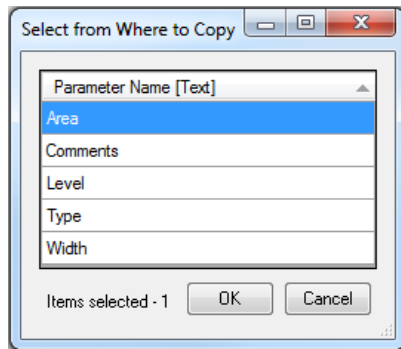 Select from Where to Copy
Parameter Name [Text]
Area
Comments
Level
Type
Width
Items selected - 1 OK Cancel